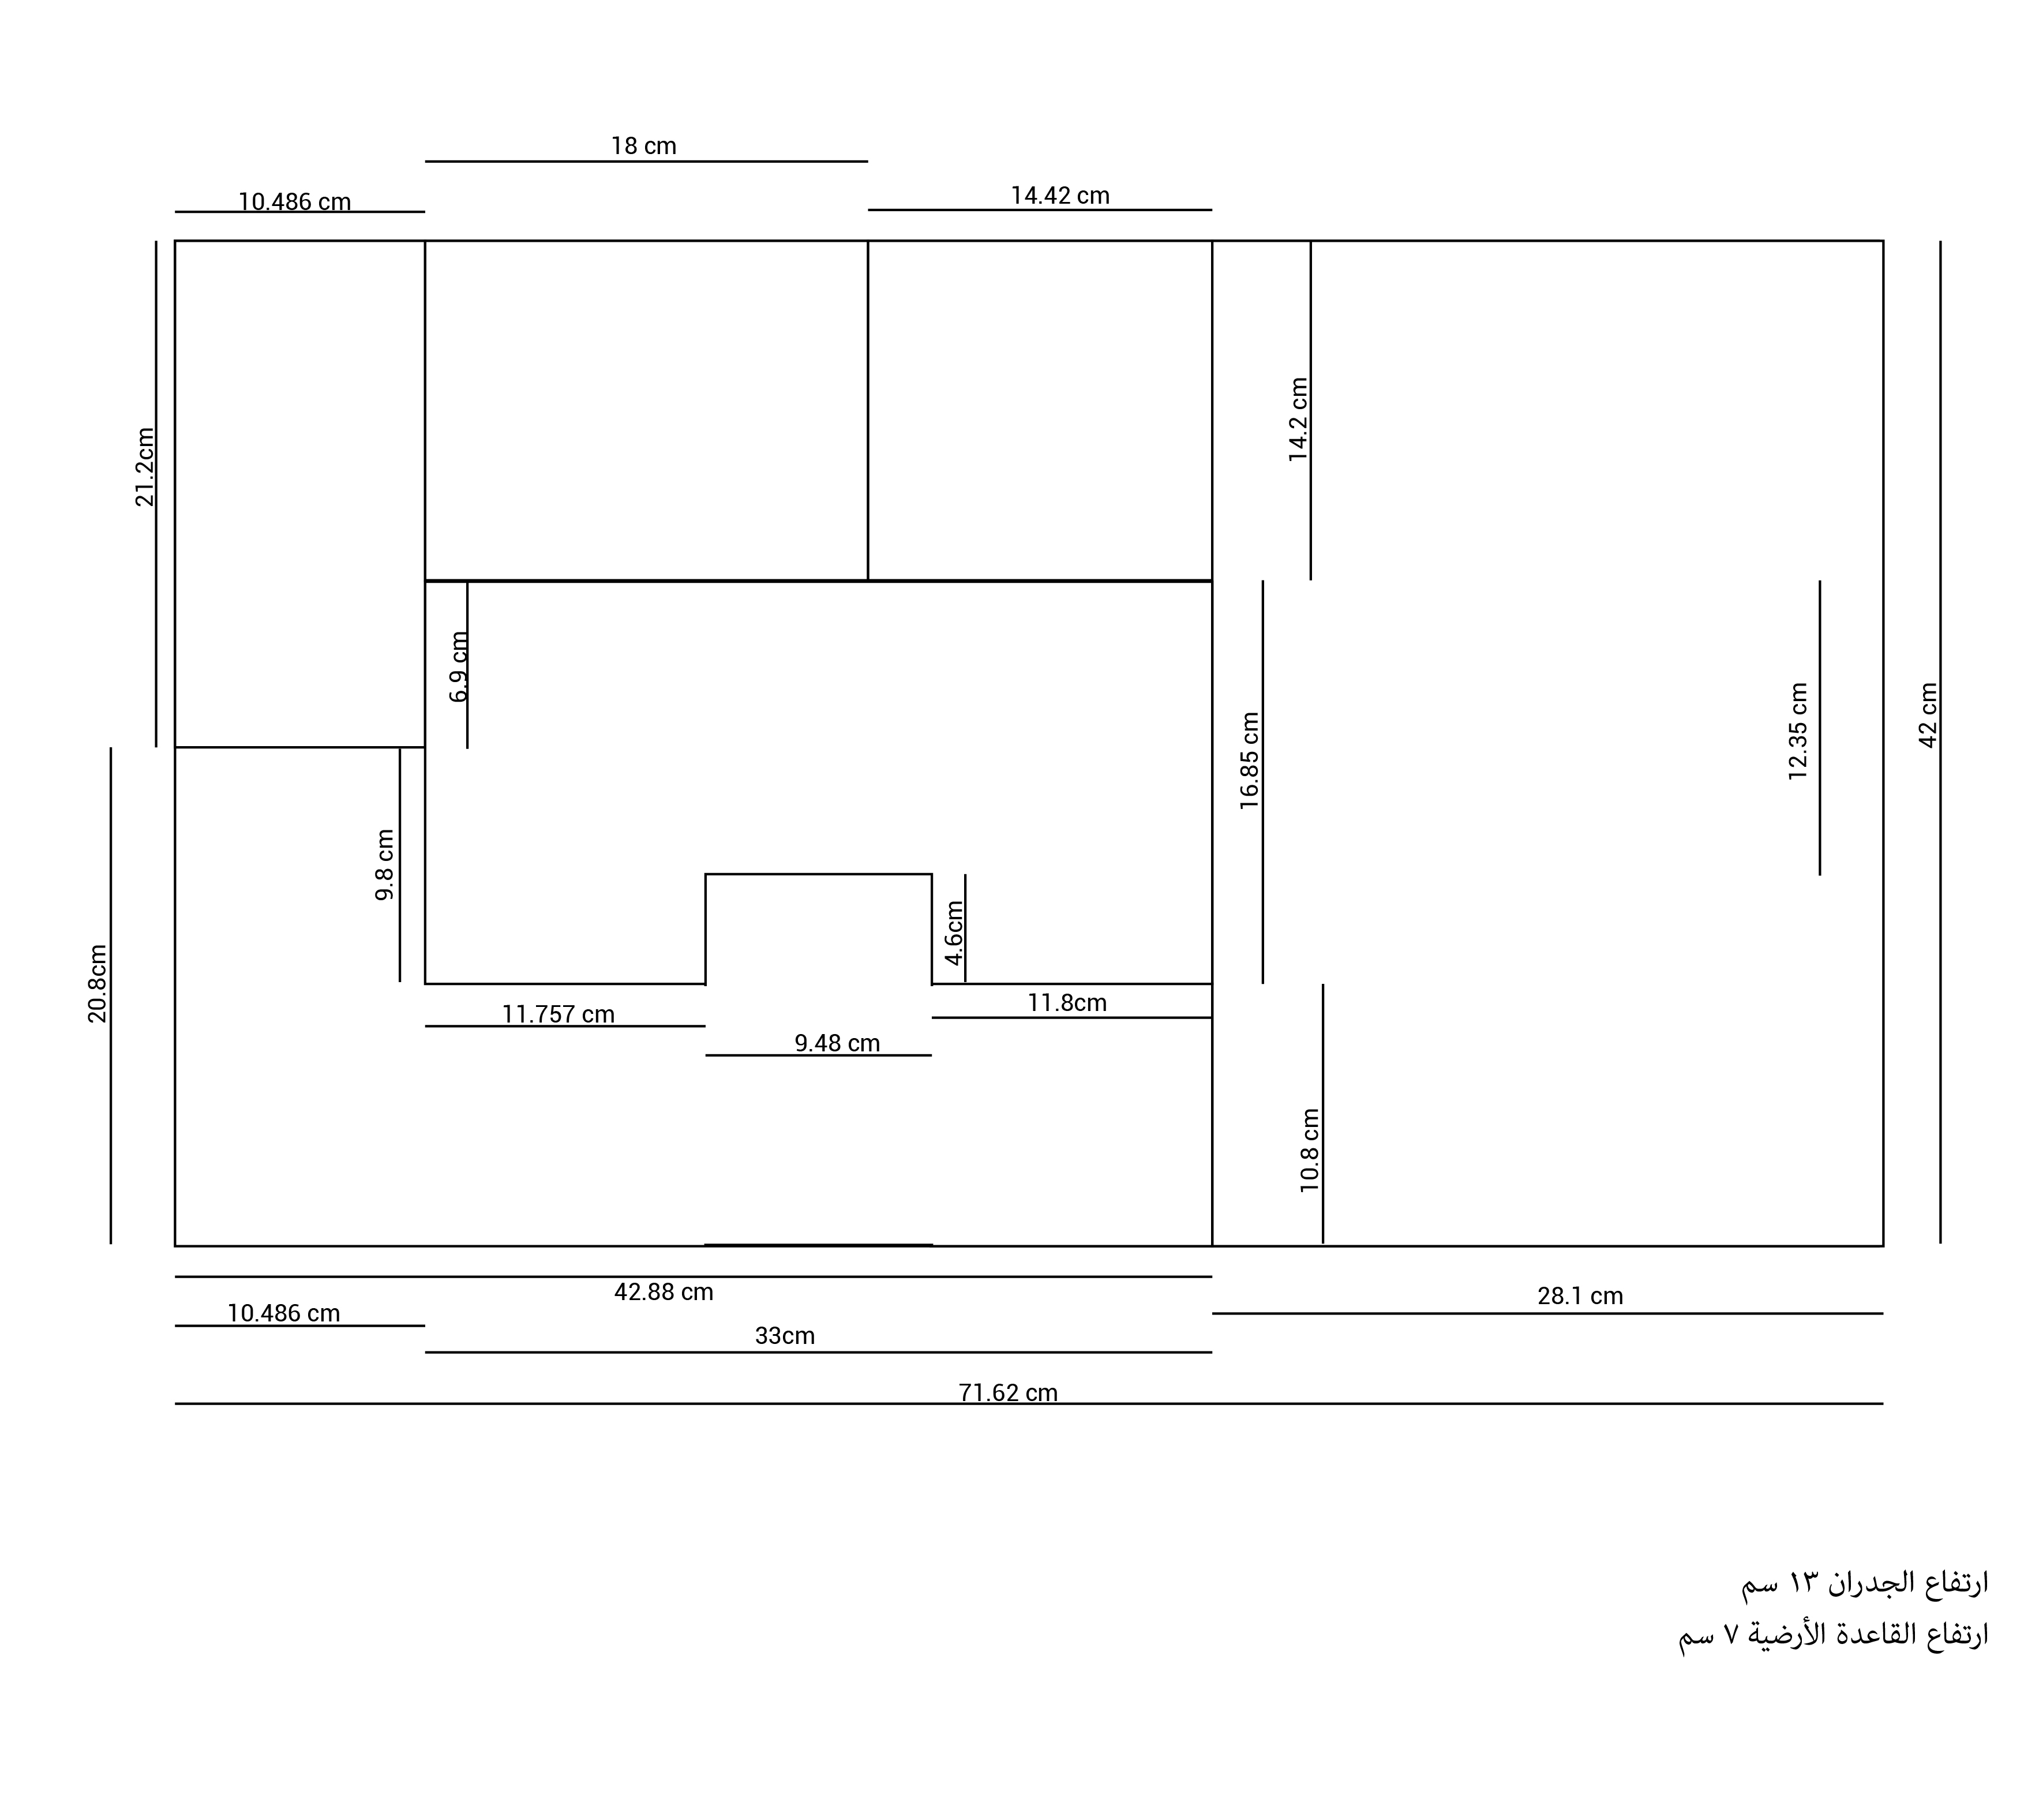 18 cm
10.486 cm
14.42 cm
21.2cm
14.2 cm
6.9 cm
16.85 cm
12.35 cm
42 cm
9.8 cm
4.6cm
20.8cm
11.757 cm
11.8cm
9.48 cm
10.8 cm
42.88 cm
28.1 cm
10.486 cm
33cm
71.62 cm
ارتفاع الجدران ١٣ سم
ارتفاع القاعدة الأرضية ٧ سم